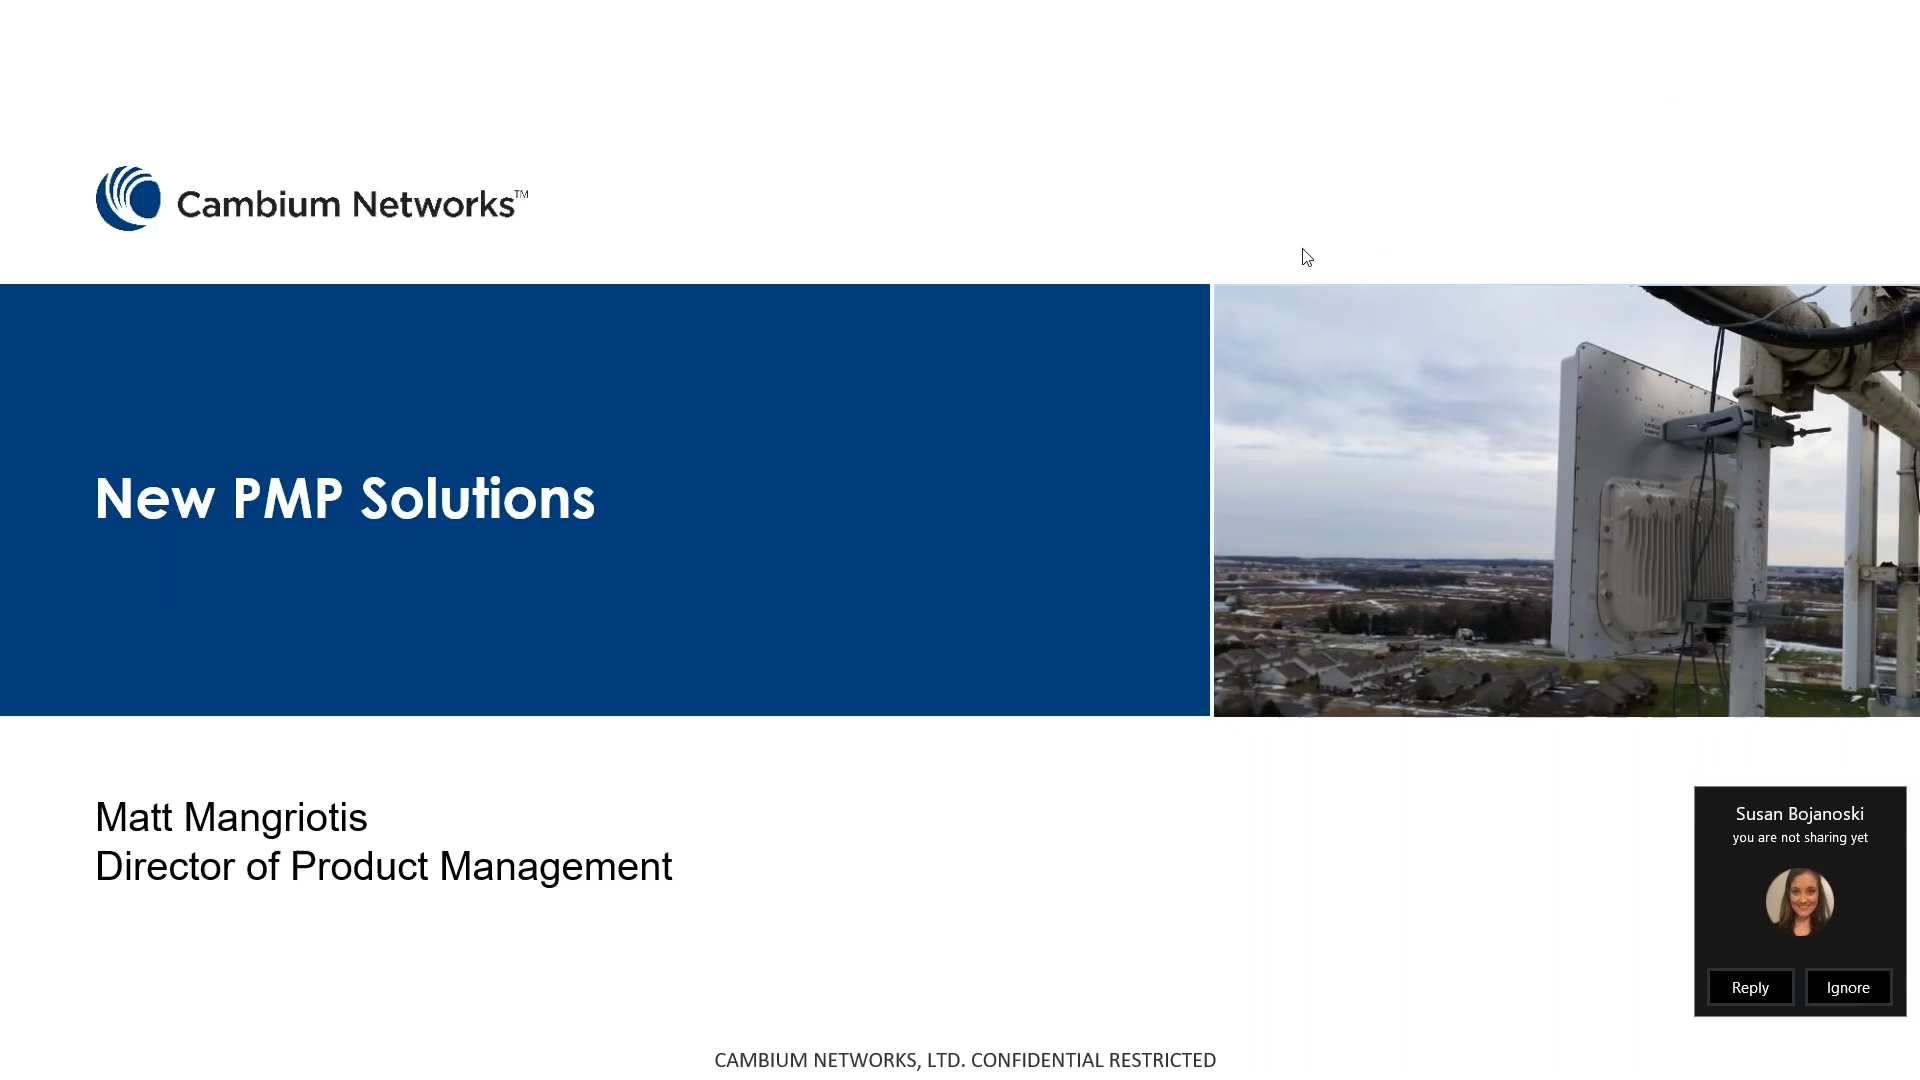 Cambium Networks™
New PMP Solutions
Matt Mangriotis
Director of Product Management
Susan Bojanoski
you are not sharing yet
Reply
Ignore
CAMBIUM NETWORKS, LTD. CONFIDENTIAL RESTRICTED